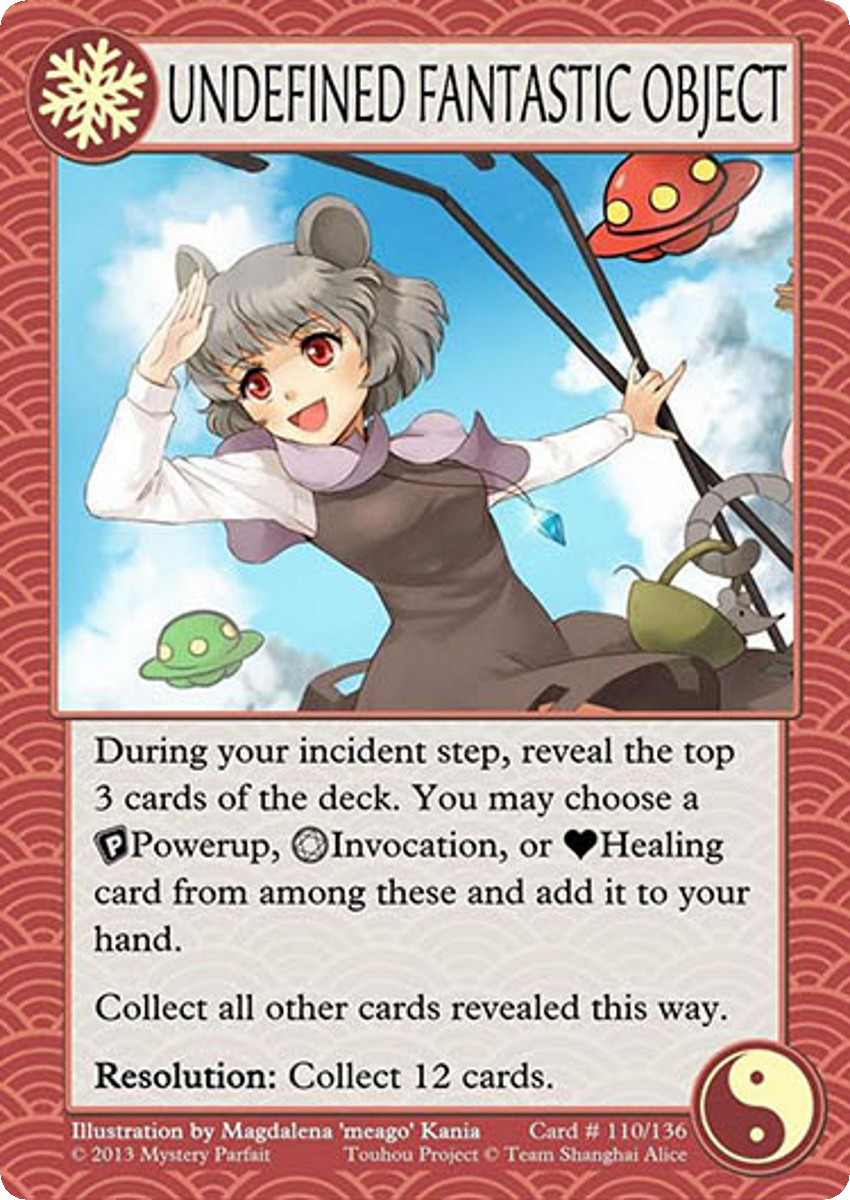 UNDEFINED FANTASTIC OBJECT
During your incident step, reveal the top
3 cards of the deck. You may choose a
PPowerup, Invocation, or ♥Healing
card from among these and add it to your
hand.
Collect all other cards revealed this way.
Resolution: Collect 12 cards.
Illustration by Magdalena 'meago' Kania Card # 110/136
© 2013 Mystery Parfait Touhou Project © Team Shanghai Alice